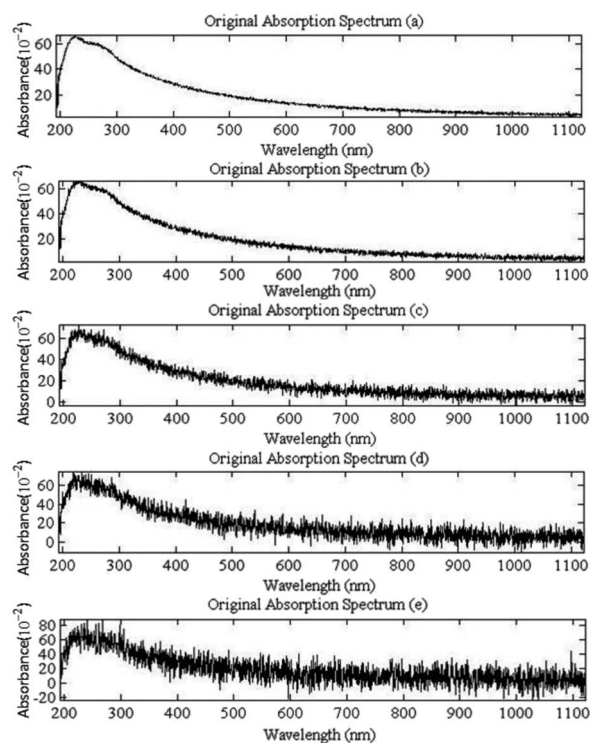 Original Absorption Spectrum (a)
Absorbance(10⁻²)
60
40
20
200 300 400 500 600 700 800 900 1000 1100
Wavelength (nm)
Original Absorption Spectrum (b)
Absorbance(10⁻²)
60
40
20
200 300 400 500 600 700 800 900 1000 1100
Wavelength (nm)
Original Absorption Spectrum (c)
Absorbance(10⁻²)
60
40
20
0
200 300 400 500 600 700 800 900 1000 1100
Wavelength (nm)
Original Absorption Spectrum (d)
Absorbance(10⁻²)
60
40
20
0
200 300 400 500 600 700 800 900 1000 1100
Wavelength (nm)
Original Absorption Spectrum (e)
Absorbance(10⁻²)
80
60
40
20
0
-20
200 300 400 500 600 700 800 900 1000 1100
Wavelength (nm)